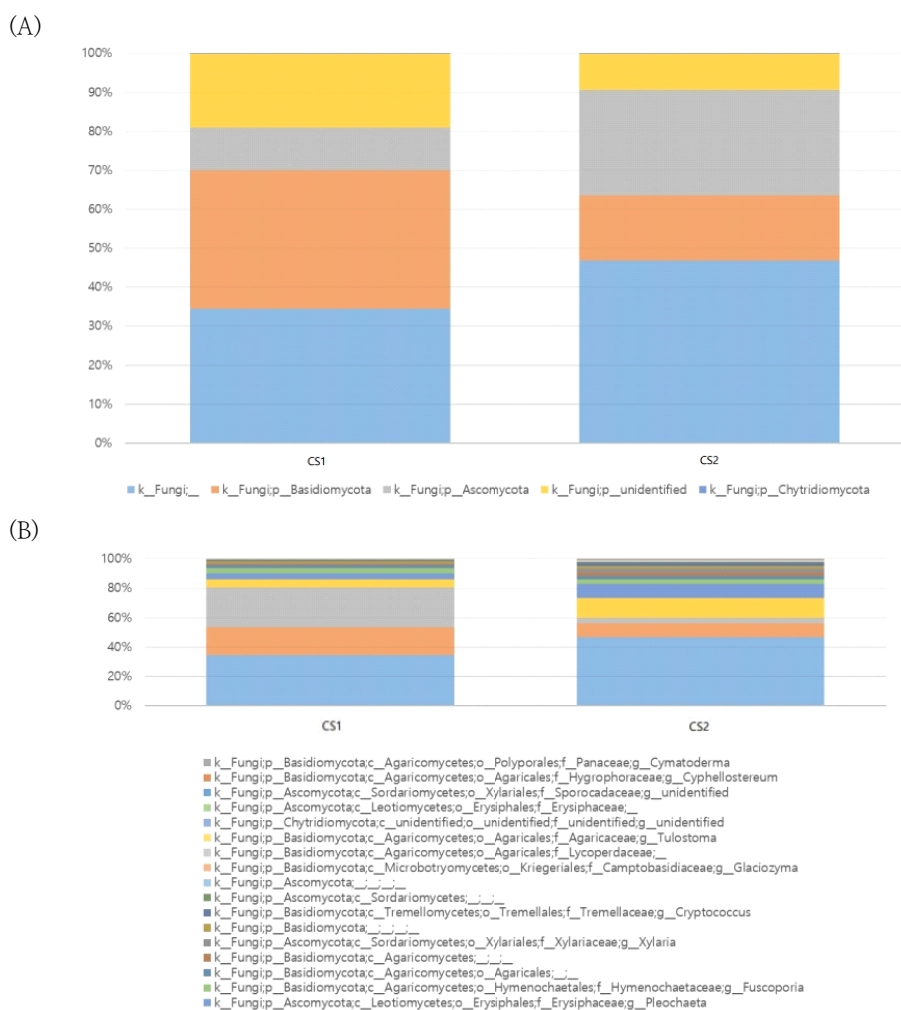 (A)
100%
90%
80%
70%
60%
50%
40%
30%
20%
10%
0%
CS1 CS2
k__Fungi;__ k__Fungi;p__Basidiomycota k__Fungi;p__Ascomycota k__Fungi;p__unidentified k__Fungi;p__Chytridiomycota
(B)
100%
80%
60%
40%
20%
0%
CS1 CS2
k__Fungi;p__Basidiomycota;c__Agaricomycetes;o__Polyporales;f__Panaceae;g__Cymatoderma
k__Fungi;p__Basidiomycota;c__Agaricomycetes;o__Agaricales;f__Hygrophoraceae;g__Cyphellostereum
k__Fungi;p__Ascomycota;c__Sordariomycetes;o__Xylariales;f__Sporocadaceae;g__unidentified
k__Fungi;p__Ascomycota;c__Leotiomycetes;o__Erysiphales;f__Erysiphaceae;__
k__Fungi;p__Chytridiomycota;c__unidentified;o__unidentified;f__unidentified;g__unidentified
k__Fungi;p__Basidiomycota;c__Agaricomycetes;o__Agaricales;f__Agaricaceae;g__Tulostoma
k__Fungi;p__Basidiomycota;c__Agaricomycetes;o__Agaricales;f__Lycoperdaceae;__
k__Fungi;p__Basidiomycota;c__Microbotryomycetes;o__Kriegeriales;f__Camptobasidiaceae;g__Glaciozyma
k__Fungi;p__Ascomycota;__;__;__;__
k__Fungi;p__Ascomycota;c__Sordariomycetes;__;__;__
k__Fungi;p__Basidiomycota;c__Tremellomycetes;o__Tremellales;f__Tremellaceae;g__Cryptococcus
k__Fungi;p__Basidiomycota;__;__;__;__
k__Fungi;p__Ascomycota;c__Sordariomycetes;o__Xylariales;f__Xylariaceae;g__Xylaria
k__Fungi;p__Basidiomycota;c__Agaricomycetes;__;__;__
k__Fungi;p__Basidiomycota;c__Agaricomycetes;o__Agaricales;__;__
k__Fungi;p__Basidiomycota;c__Agaricomycetes;o__Hymenochaetales;f__Hymenochaetaceae;g__Fuscoporia
k__Fungi;p__Ascomycota;c__Leotiomycetes;o__Erysiphales;f__Erysiphaceae;g__Pleochaeta